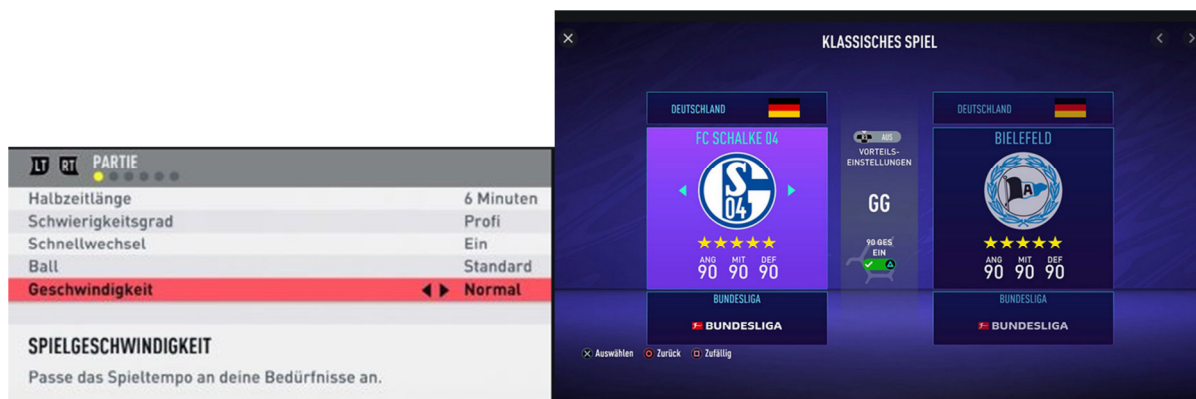 LT RT PARTIE
Halbzeitlänge 6 Minuten
Schwierigkeitsgrad Profi
Schnellwechsel Ein
Ball Standard
Geschwindigkeit Normal
SPIELGESCHWINDIGKEIT
Passe das Spieltempo an deine Bedürfnisse an.
KLASSISCHES SPIEL
DEUTSCHLAND
FC SCHALKE 04
S 04
ANG MIT DEF
90 90 90
BUNDESLIGA
BUNDESLIGA
R3 AUS
VORTEILS-
EINSTELLUNGEN
GG
90 GES
EIN
DEUTSCHLAND
BIELEFELD
A
ANG MIT DEF
90 90 90
BUNDESLIGA
BUNDESLIGA
Auswählen Zurück Zufällig